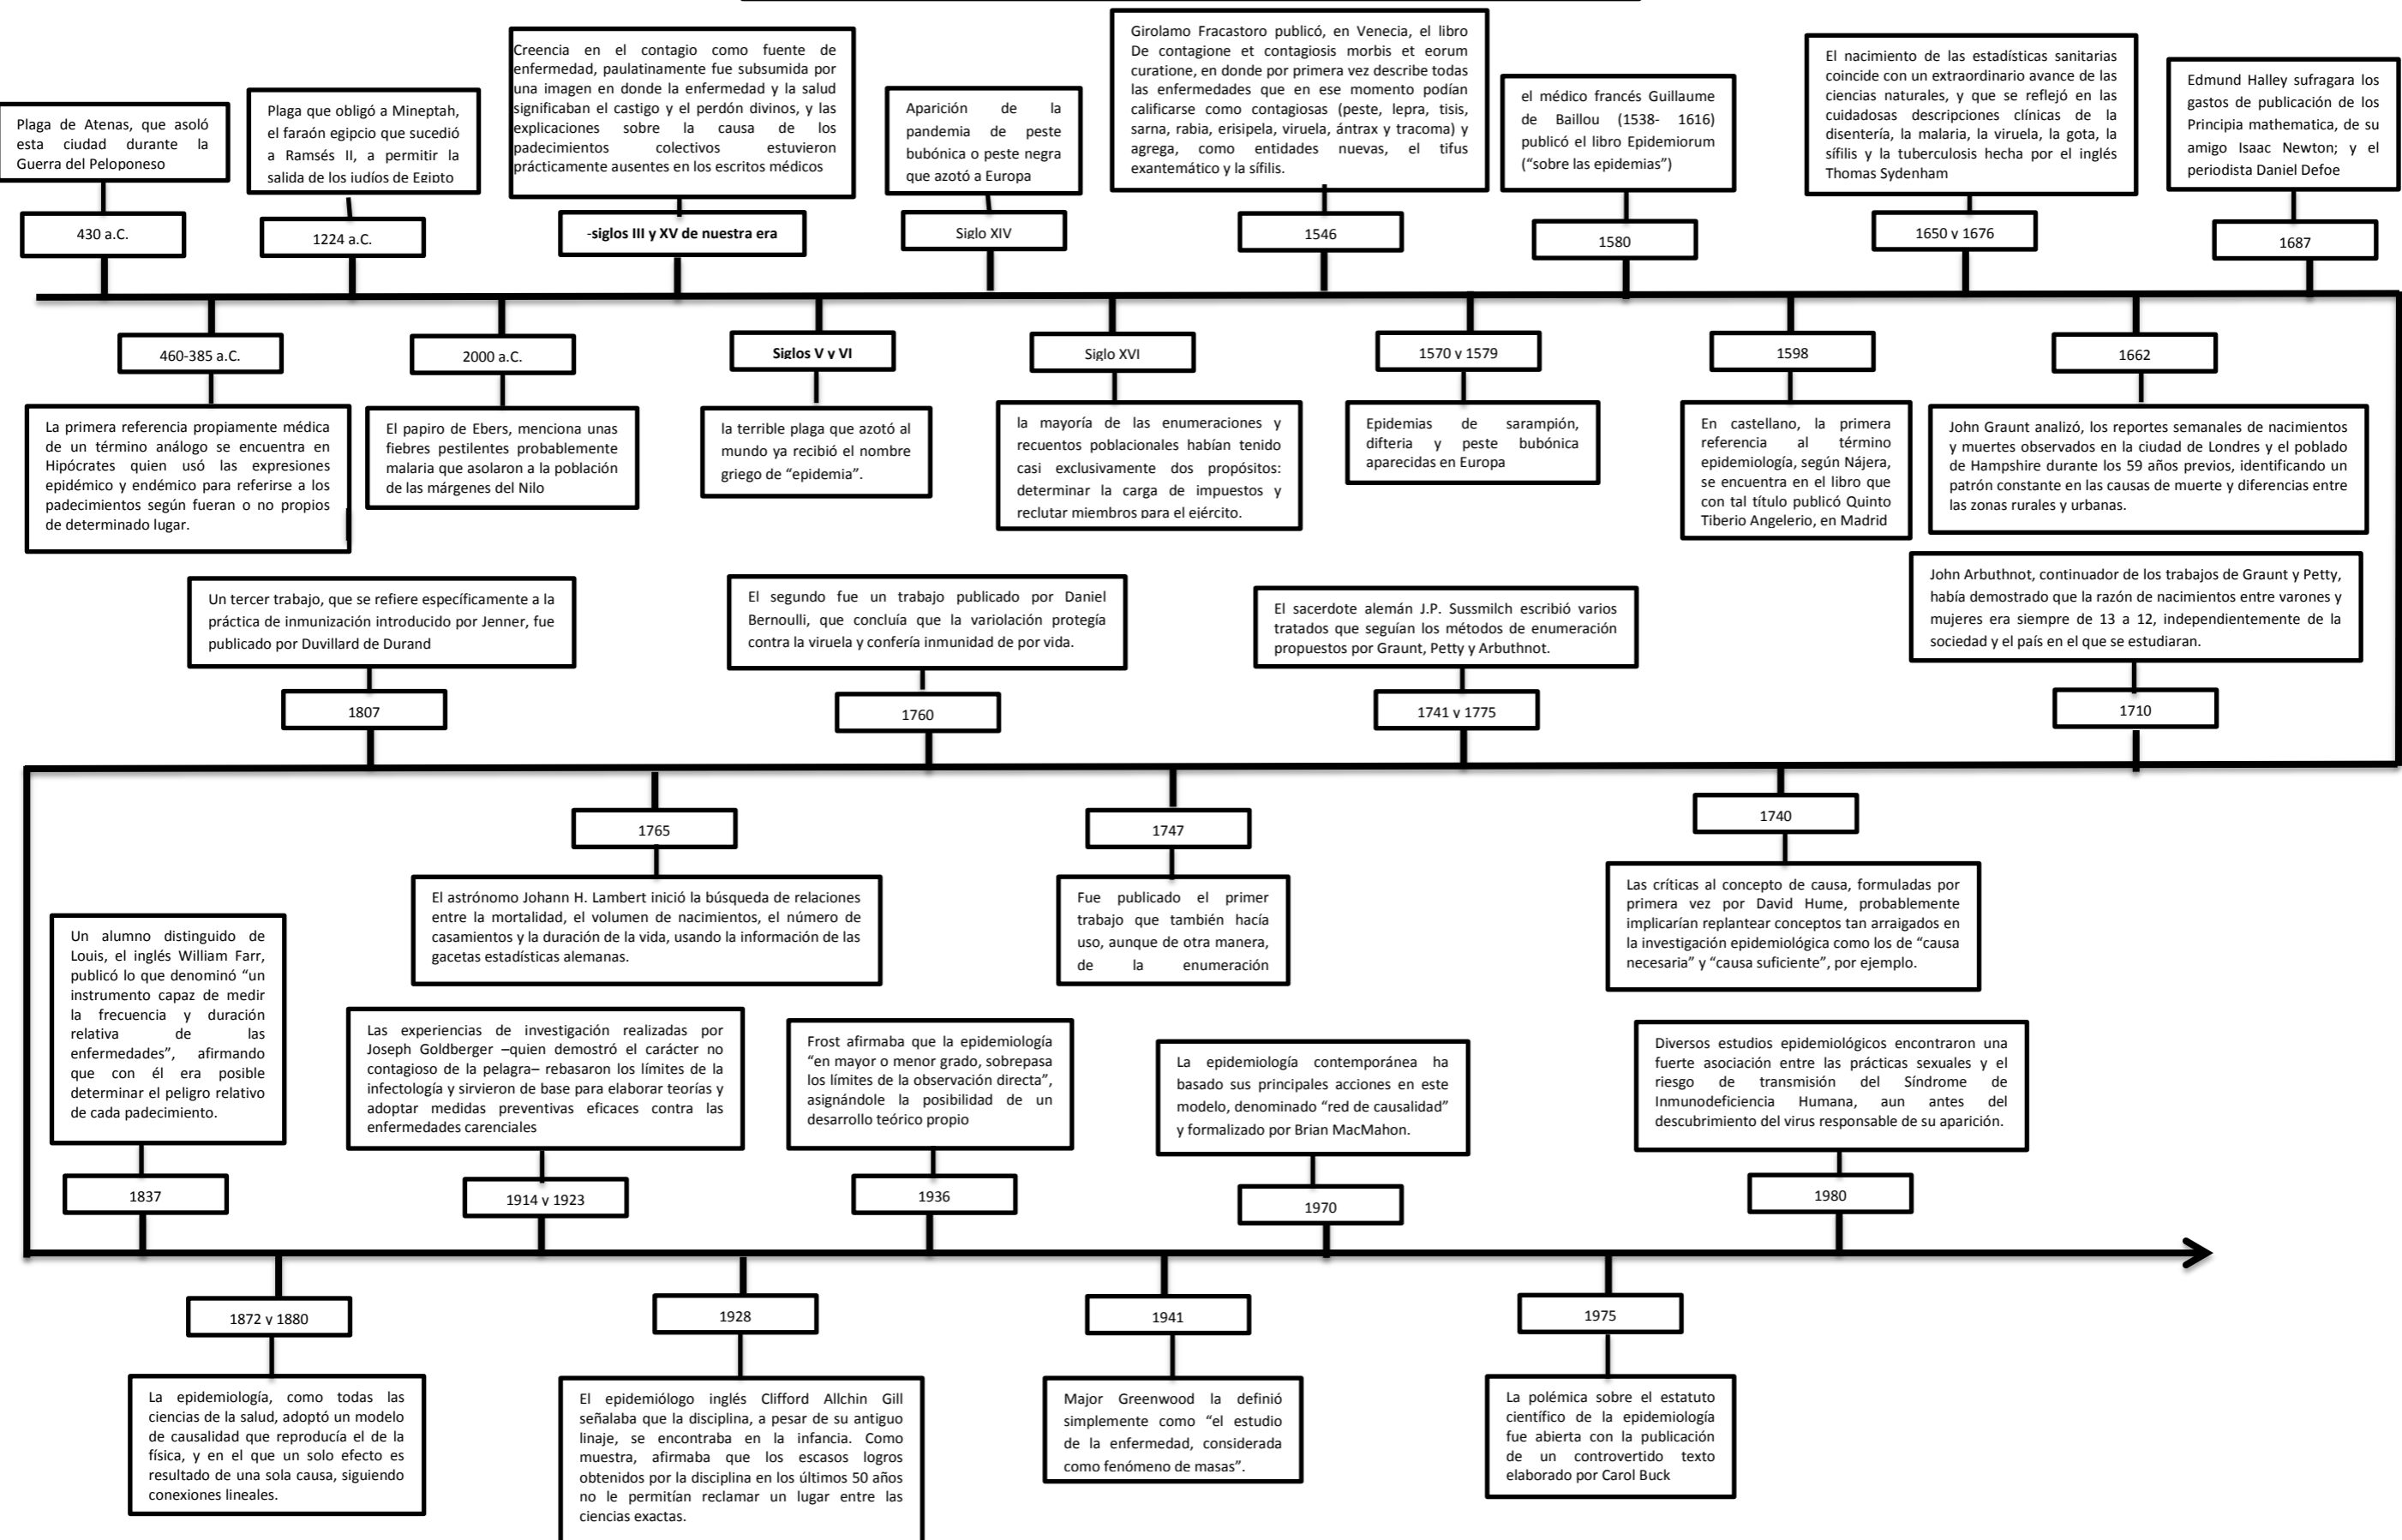 Plaga de Atenas, que asoló
esta ciudad durante la
Guerra del Peloponeso
430 a.C.
Plaga que obligó a Mineptah,
el faraón egipcio que sucedió
a Ramsés II, a permitir la
salida de los judíos de Egipto
1224 a.C.
Creencia en el contagio como fuente de
enfermedad, paulatinamente fue subsumida por
una imagen en donde la enfermedad y la salud
significaban el castigo y el perdón divinos, y las
explicaciones sobre la causa de los
padecimientos colectivos estuvieron
prácticamente ausentes en los escritos médicos
-siglos III y XV de nuestra era
Aparición de la
pandemia de peste
bubónica o peste negra
que azotó a Europa
Siglo XIV
Girolamo Fracastoro publicó, en Venecia, el libro
De contagione et contagiosis morbis et eorum
curatione, en donde por primera vez describe todas
las enfermedades que en ese momento podían
calificarse como contagiosas (peste, lepra, tisis,
sarna, rabia, erisipela, viruela, ántrax y tracoma) y
agrega, como entidades nuevas, el tifus
exantemático y la sífilis.
1546
el médico francés Guillaume
de Baillou (1538- 1616)
publicó el libro Epidemiorum
(“sobre las epidemias”)
1580
El nacimiento de las estadísticas sanitarias
coincide con un extraordinario avance de las
ciencias naturales, y que se reflejó en las
cuidadosas descripciones clínicas de la
disentería, la malaria, la viruela, la gota, la
sífilis y la tuberculosis hecha por el inglés
Thomas Sydenham
1650 y 1676
Edmund Halley sufragara los
gastos de publicación de los
Principia mathematica, de su
amigo Isaac Newton; y el
periodista Daniel Defoe
1687
460-385 a.C.
La primera referencia propiamente médica
de un término análogo se encuentra en
Hipócrates quien usó las expresiones
epidémico y endémico para referirse a los
padecimientos según fueran o no propios
de determinado lugar.
2000 a.C.
El papiro de Ebers, menciona unas
fiebres pestilentes probablemente
malaria que asolaron a la población
de las márgenes del Nilo
Siglos V y VI
la terrible plaga que azotó al
mundo ya recibió el nombre
griego de “epidemia”.
Siglo XVI
la mayoría de las enumeraciones y
recuentos poblacionales habían tenido
casi exclusivamente dos propósitos:
determinar la carga de impuestos y
reclutar miembros para el ejército.
1570 y 1579
Epidemias de sarampión,
difteria y peste bubónica
aparecidas en Europa
1598
En castellano, la primera
referencia al término
epidemiología, según Nájera,
se encuentra en el libro que
con tal título publicó Quinto
Tiberio Angelerio, en Madrid
1662
John Graunt analizó, los reportes semanales de nacimientos
y muertes observados en la ciudad de Londres y el poblado
de Hampshire durante los 59 años previos, identificando un
patrón constante en las causas de muerte y diferencias entre
las zonas rurales y urbanas.
Un tercer trabajo, que se refiere específicamente a la
práctica de inmunización introducido por Jenner, fue
publicado por Duvillard de Durand
1807
El segundo fue un trabajo publicado por Daniel
Bernoulli, que concluía que la variolación protegía
contra la viruela y confería inmunidad de por vida.
1760
El sacerdote alemán J.P. Sussmilch escribió varios
tratados que seguían los métodos de enumeración
propuestos por Graunt, Petty y Arbuthnot.
1741 y 1775
John Arbuthnot, continuador de los trabajos de Graunt y Petty,
había demostrado que la razón de nacimientos entre varones y
mujeres era siempre de 13 a 12, independientemente de la
sociedad y el país en el que se estudiaran.
1710
1765
El astrónomo Johann H. Lambert inició la búsqueda de relaciones
entre la mortalidad, el volumen de nacimientos, el número de
casamientos y la duración de la vida, usando la información de las
gacetas estadísticas alemanas.
1747
Fue publicado el primer
trabajo que también hacía
uso, aunque de otra manera,
de la enumeración
1740
Las críticas al concepto de causa, formuladas por
primera vez por David Hume, probablemente
implicarían replantear conceptos tan arraigados en
la investigación epidemiológica como los de “causa
necesaria” y “causa suficiente”, por ejemplo.
Un alumno distinguido de
Louis, el inglés William Farr,
publicó lo que denominó “un
instrumento capaz de medir
la frecuencia y duración
relativa de las
enfermedades”, afirmando
que con él era posible
determinar el peligro relativo
de cada padecimiento.
1837
Las experiencias de investigación realizadas por
Joseph Goldberger –quien demostró el carácter no
contagioso de la pelagra– rebasaron los límites de la
infectología y sirvieron de base para elaborar teorías y
adoptar medidas preventivas eficaces contra las
enfermedades carenciales
1914 y 1923
Frost afirmaba que la epidemiología
“en mayor o menor grado, sobrepasa
los límites de la observación directa”,
asignándole la posibilidad de un
desarrollo teórico propio
1936
La epidemiología contemporánea ha
basado sus principales acciones en este
modelo, denominado “red de causalidad”
y formalizado por Brian MacMahon.
1970
Diversos estudios epidemiológicos encontraron una
fuerte asociación entre las prácticas sexuales y el
riesgo de transmisión del Síndrome de
Inmunodeficiencia Humana, aun antes del
descubrimiento del virus responsable de su aparición.
1980
1872 y 1880
La epidemiología, como todas las
ciencias de la salud, adoptó un modelo
de causalidad que reproducía el de la
física, y en el que un solo efecto es
resultado de una sola causa, siguiendo
conexiones lineales.
1928
El epidemiólogo inglés Clifford Allchin Gill
señalaba que la disciplina, a pesar de su antiguo
linaje, se encontraba en la infancia. Como
muestra, afirmaba que los escasos logros
obtenidos por la disciplina en los últimos 50 años
no le permitían reclamar un lugar entre las
ciencias exactas.
1941
Major Greenwood la definió
simplemente como “el estudio
de la enfermedad, considerada
como fenómeno de masas”.
1975
La polémica sobre el estatuto
científico de la epidemiología
fue abierta con la publicación
de un controvertido texto
elaborado por Carol Buck